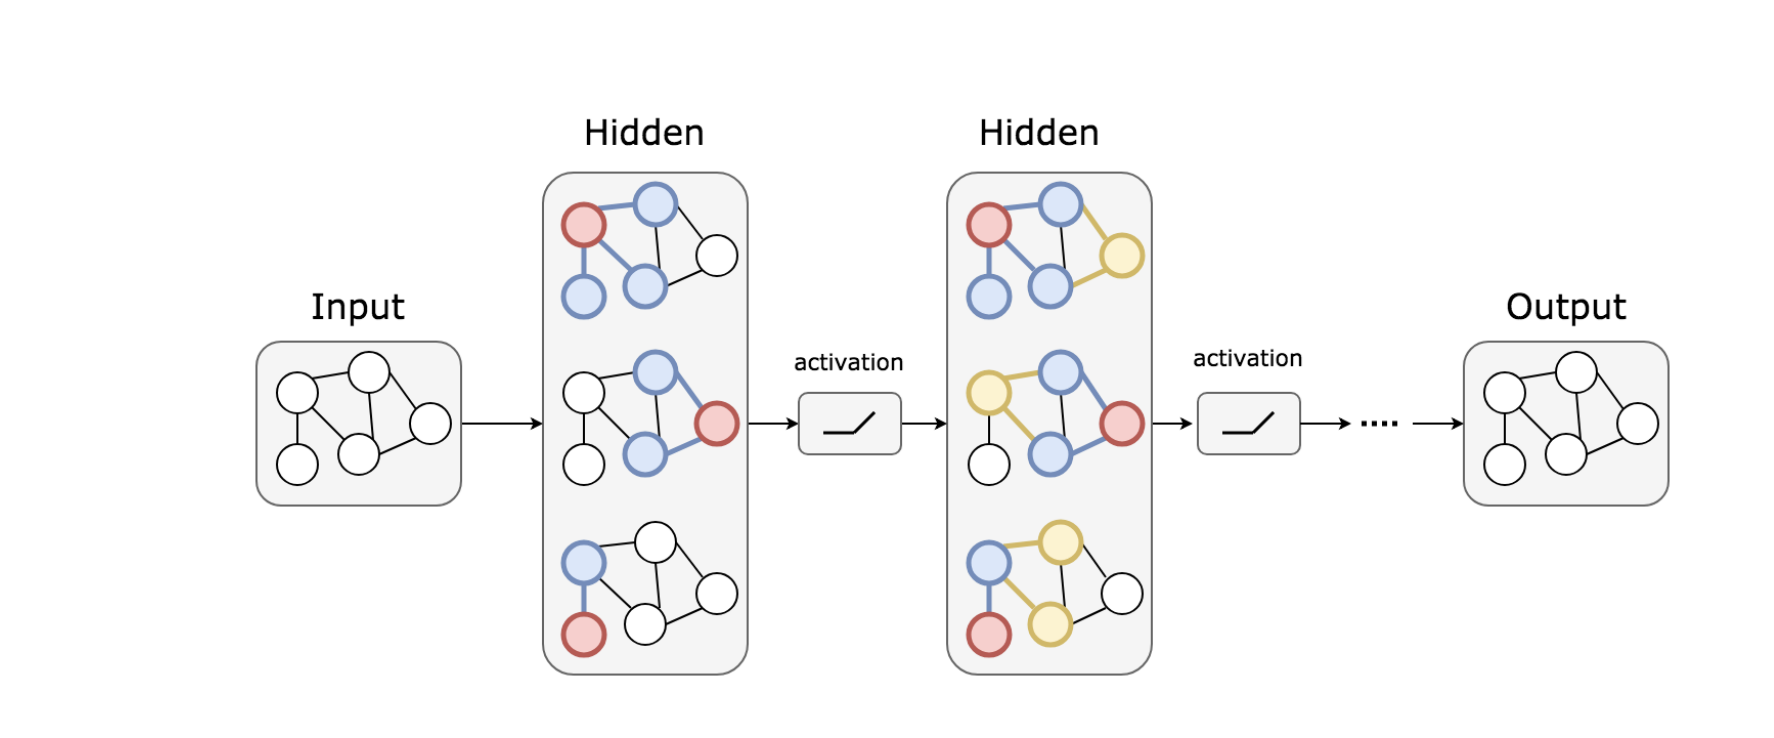 Hidden
Hidden
Input
Output
activation
activation